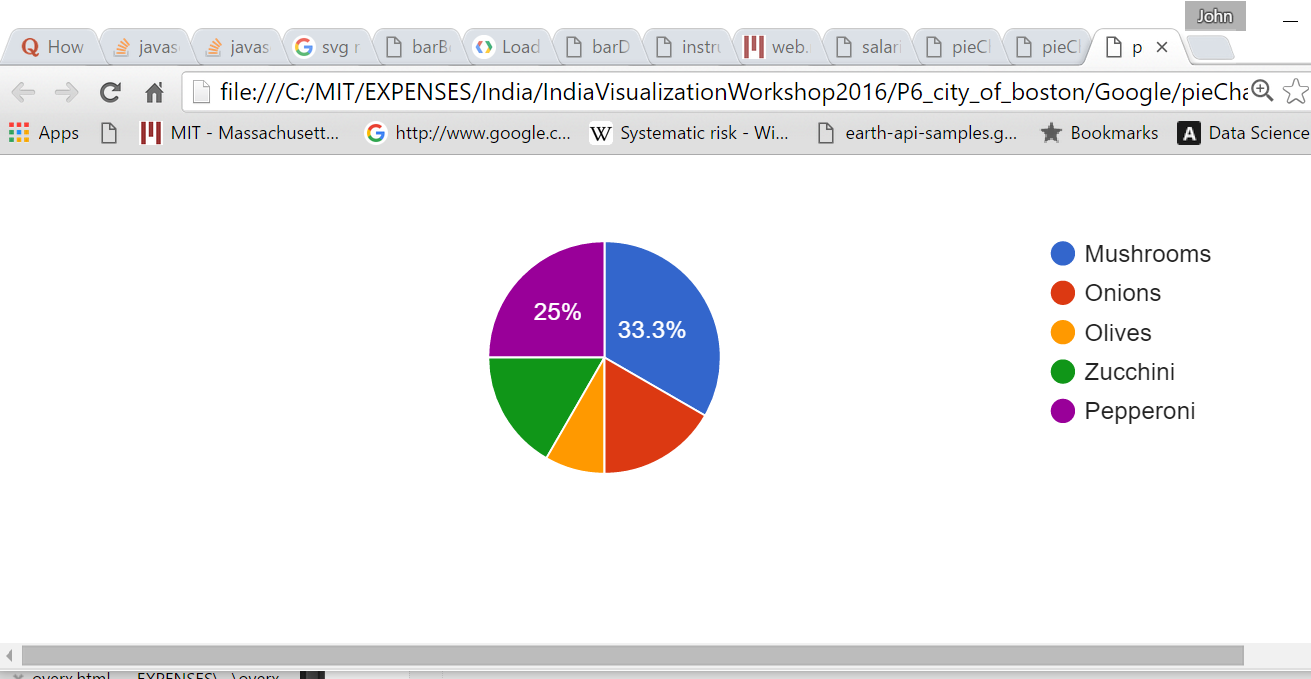 John
How javas javas svg r barB Load barD instru web. salari pieCl pieCl p
file:///C:/MIT/EXPENSES/India/IndiaVisualizationWorkshop2016/P6_city_of_boston/Google/pieCha
Apps MIT - Massachusett... http://www.google.c... W Systematic risk - Wi... earth-api-samples.g... Bookmarks A Data Science
Mushrooms
25%
33.3%
Onions
Olives
Zucchini
Pepperoni